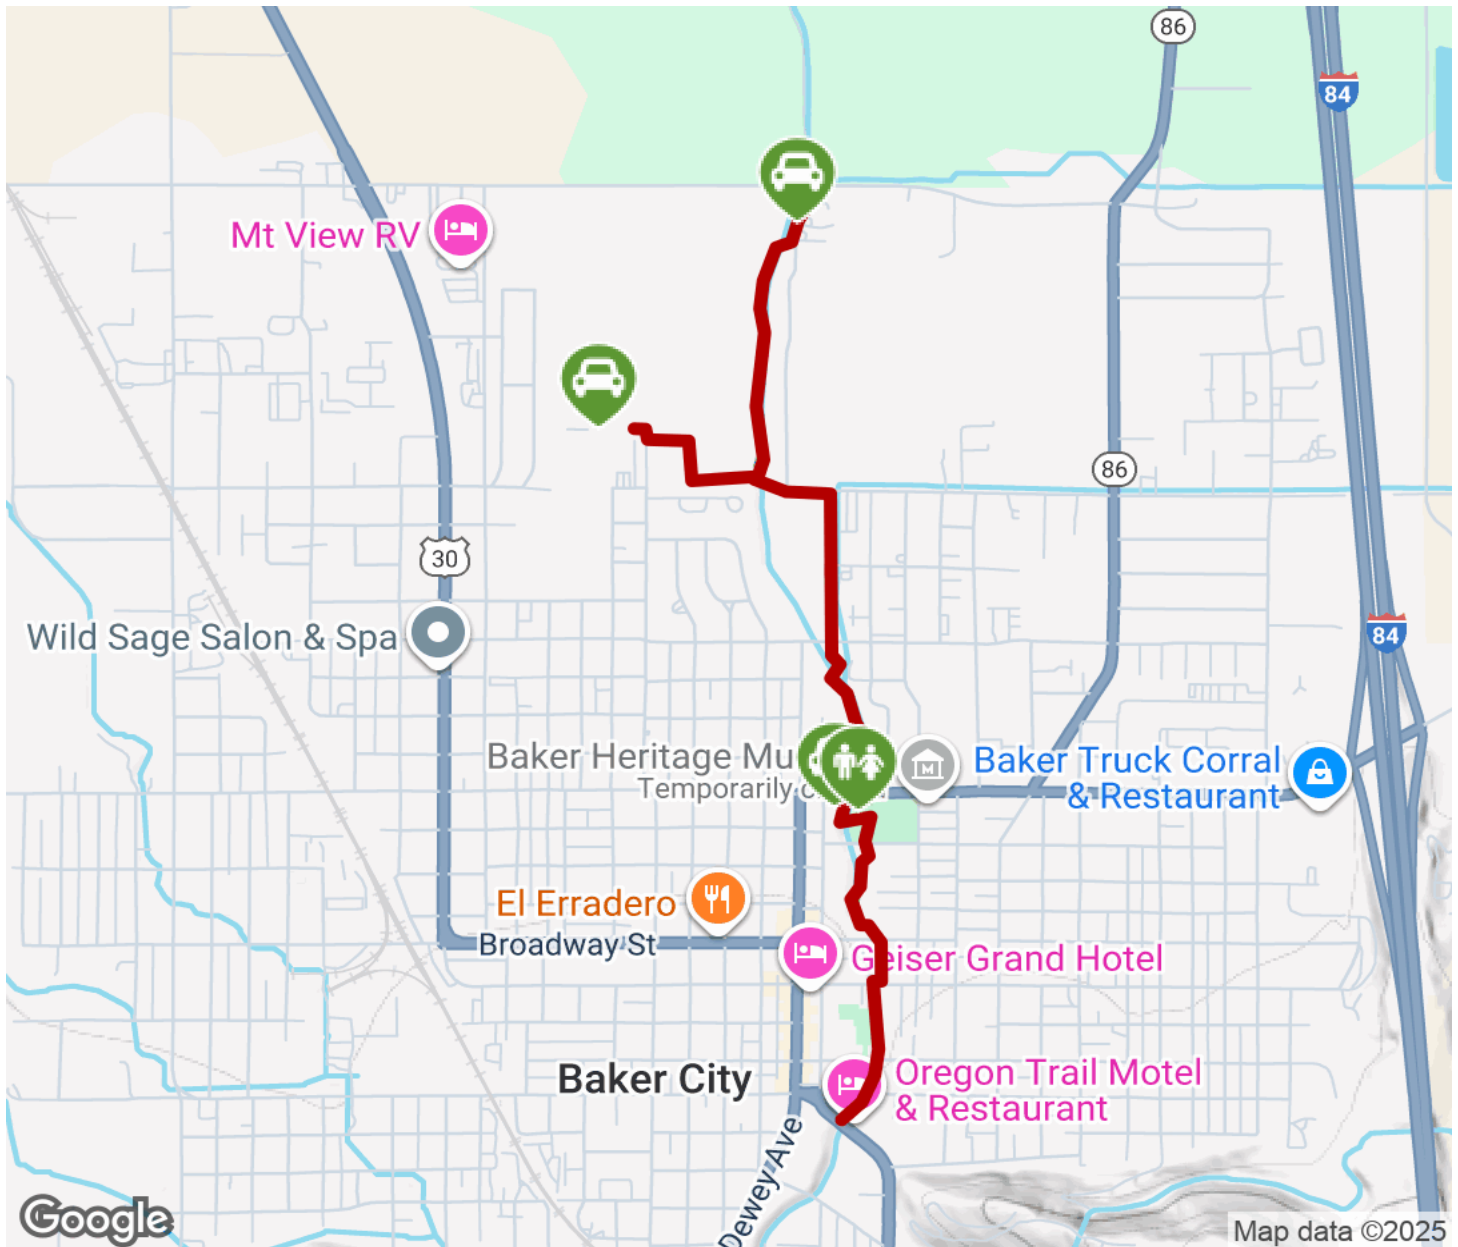 86
84
Mt View RV
86
30
84
Wild Sage Salon & Spa
Baker Heritage Mu
Temporarily
Baker Truck Corral
& Restaurant
M
El Erradero
Broadway St
Geiser Grand Hotel
Baker City
Oregon Trail Motel
& Restaurant
Dewey Ave
Google
Map data ©2025